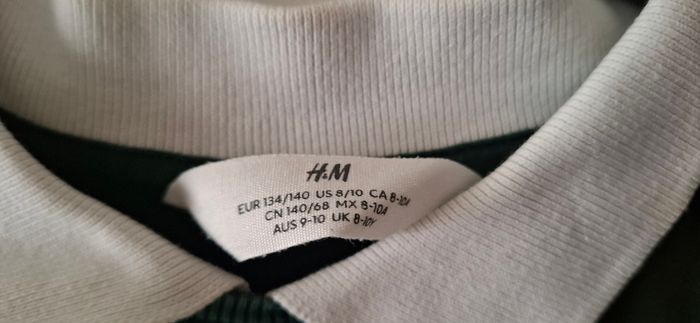 H&M
EUR 134/140 US 8/10 CA 8-10A
CN 140/68 MX 8-10A
AUS 9-10 UK 8-10Y